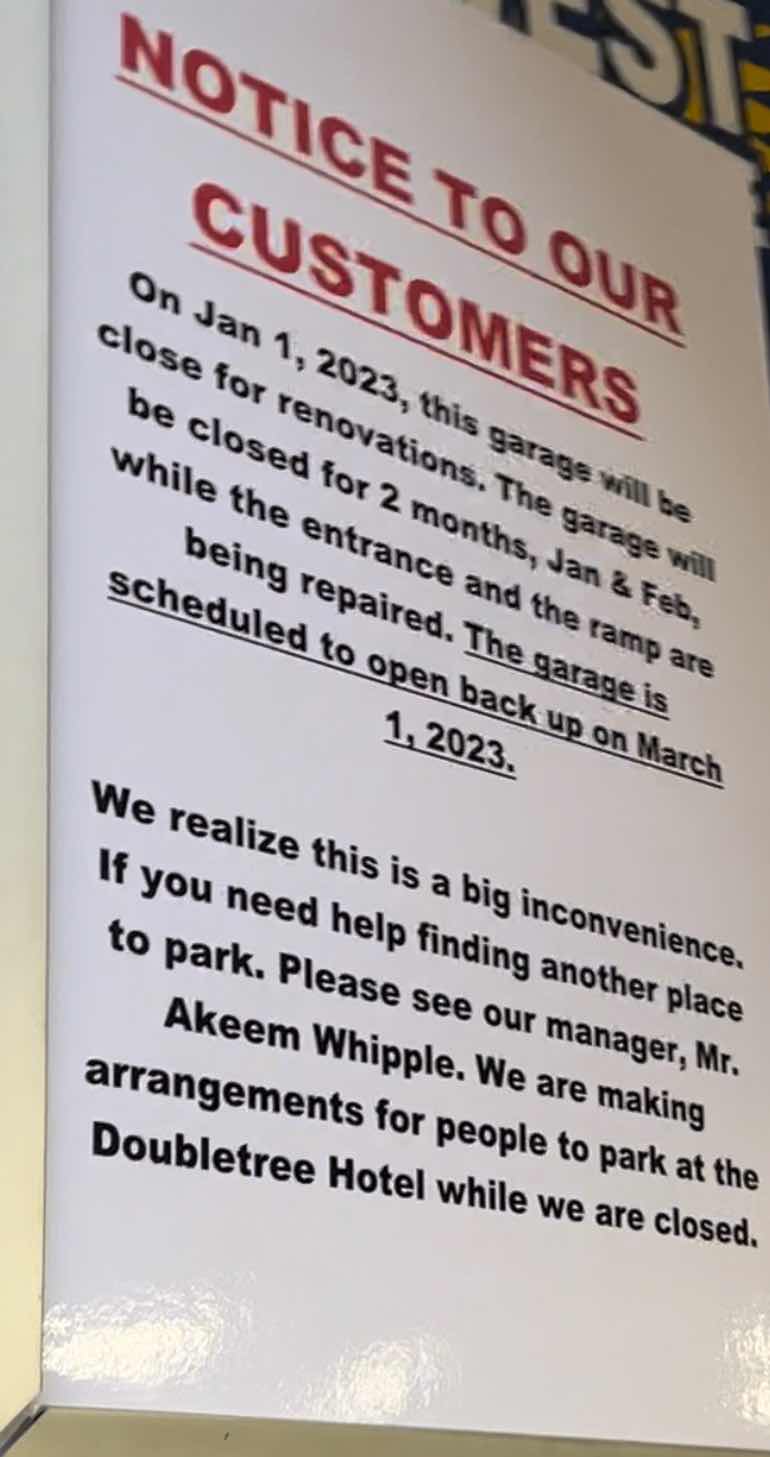 EST
NOTICE TO OUR
CUSTOMERS
On Jan 1, 2023, this garage will be
close for renovations. The garage will
be closed for 2 months, Jan & Feb,
while the entrance and the ramp are
being repaired. The garage is
scheduled to open back up on March
1, 2023.
We realize this is a big inconvenience.
If you need help finding another place
to park. Please see our manager, Mr.
Akeem Whipple. We are making
arrangements for people to park at the
Doubletree Hotel while we are closed.